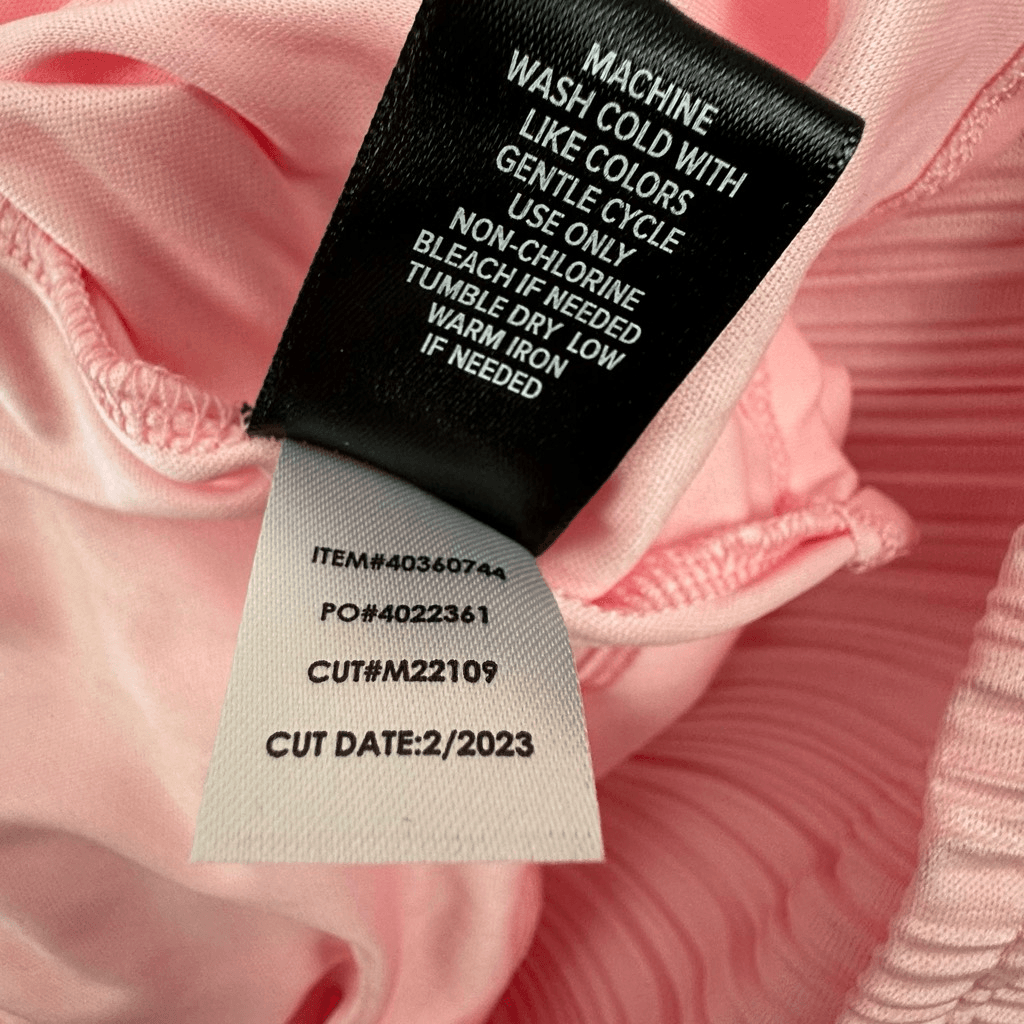 MACHINE
WASH COLD WITH
LIKE COLORS
GENTLE CYCLE
USE ONLY
NON-CHLORINE
BLEACH IF NEEDED
TUMBLE DRY LOW
WARM IRON
IF NEEDED
ITEM#40360744
PO#4022361
CUT#M22109
CUT DATE:2/2023